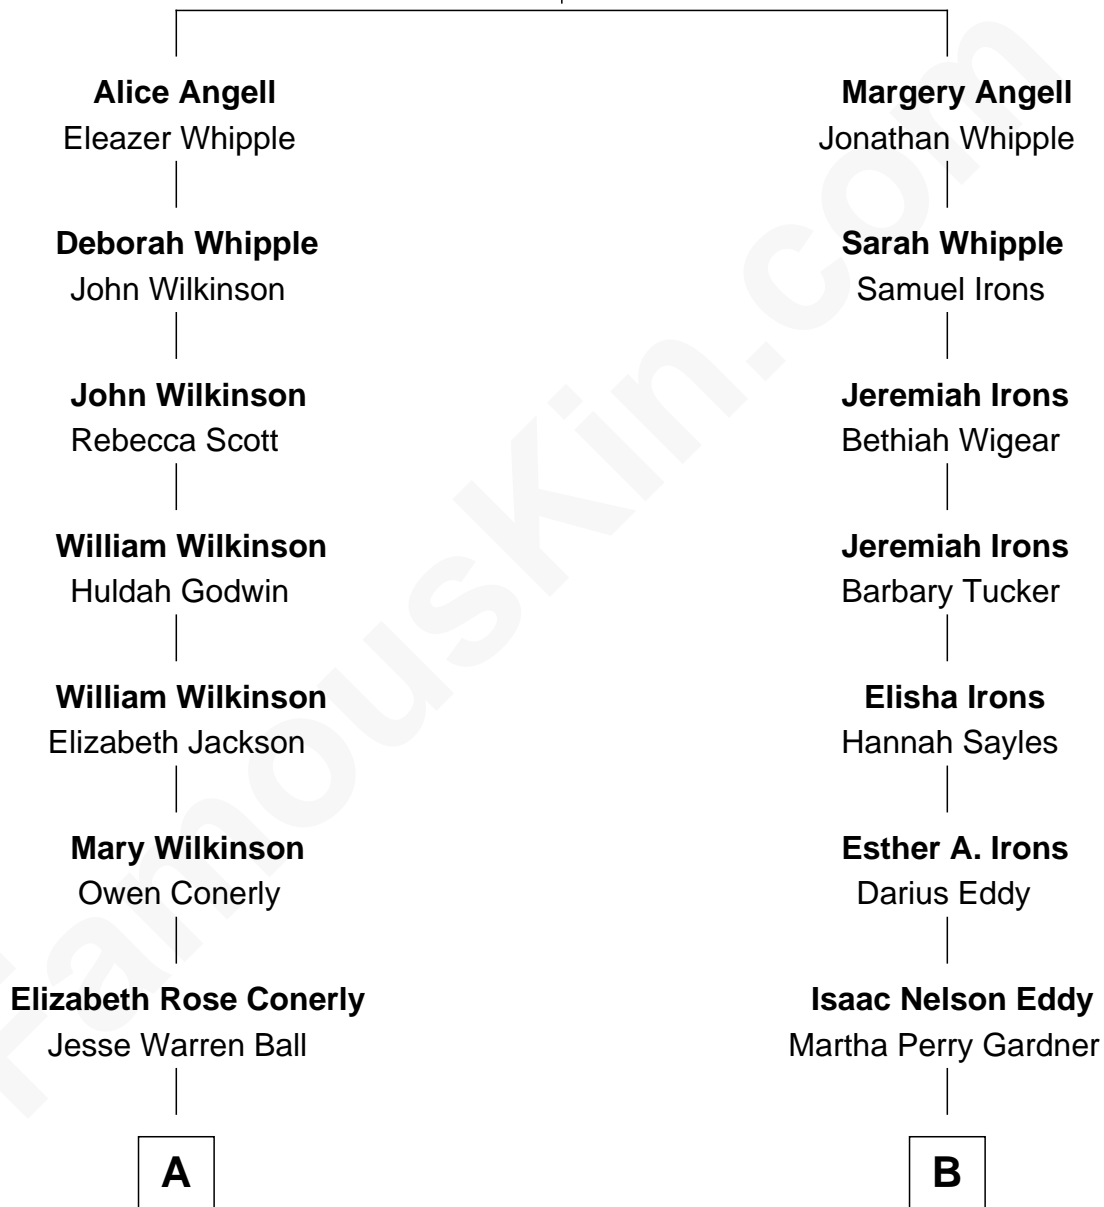 Alice Angell
Eleazer Whipple
Deborah Whipple
John Wilkinson
John Wilkinson
Rebecca Scott
William Wilkinson
Huldah Godwin
William Wilkinson
Elizabeth Jackson
Mary Wilkinson
Owen Conerly
Elizabeth Rose Conerly
Jesse Warren Ball
A
Margery Angell
Jonathan Whipple
Sarah Whipple
Samuel Irons
Jeremiah Irons
Bethiah Wigear
Jeremiah Irons
Barbary Tucker
Elisha Irons
Hannah Sayles
Esther A. Irons
Darius Eddy
Isaac Nelson Eddy
Martha Perry Gardner
B
FamousKin.com